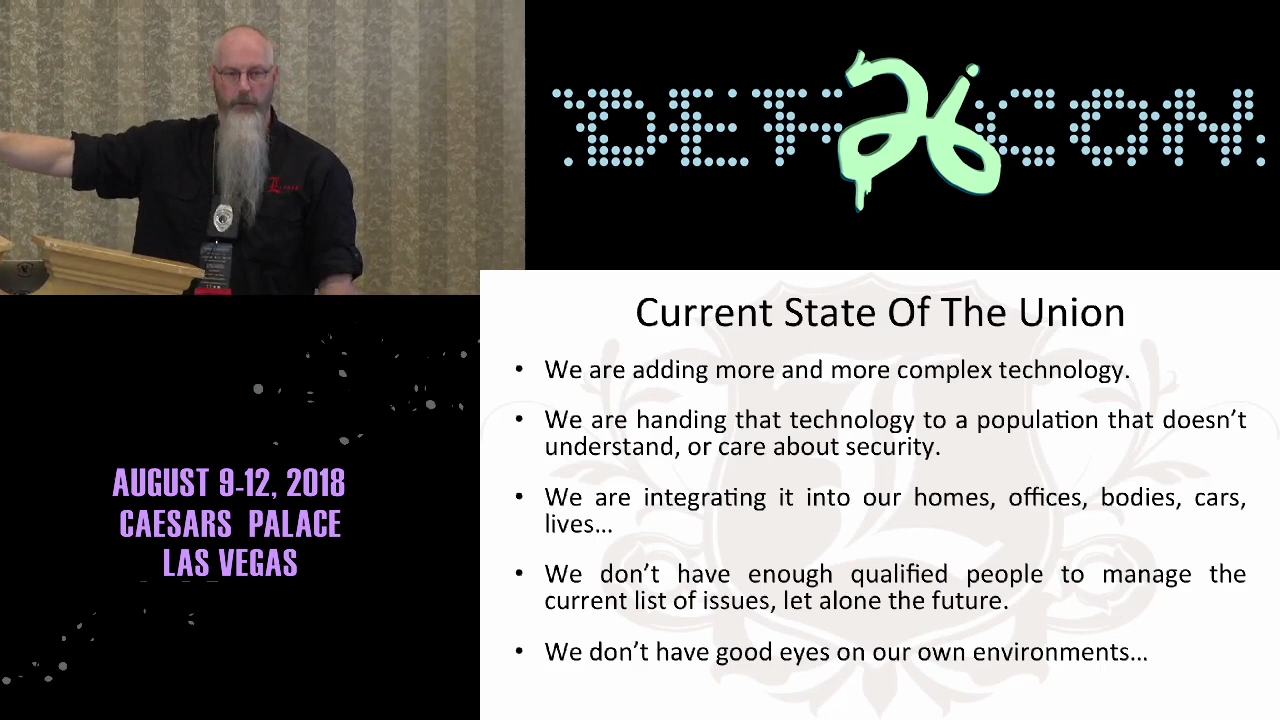 DEFCON
26
Current State Of The Union
• We are adding more and more complex technology.
• We are handing that technology to a population that doesn’t
understand, or care about security.
• We are integrating it into our homes, offices, bodies, cars,
lives…
• We don’t have enough qualified people to manage the
current list of issues, let alone the future.
• We don’t have good eyes on our own environments…
AUGUST 9-12, 2018
CAESARS PALACE
LAS VEGAS